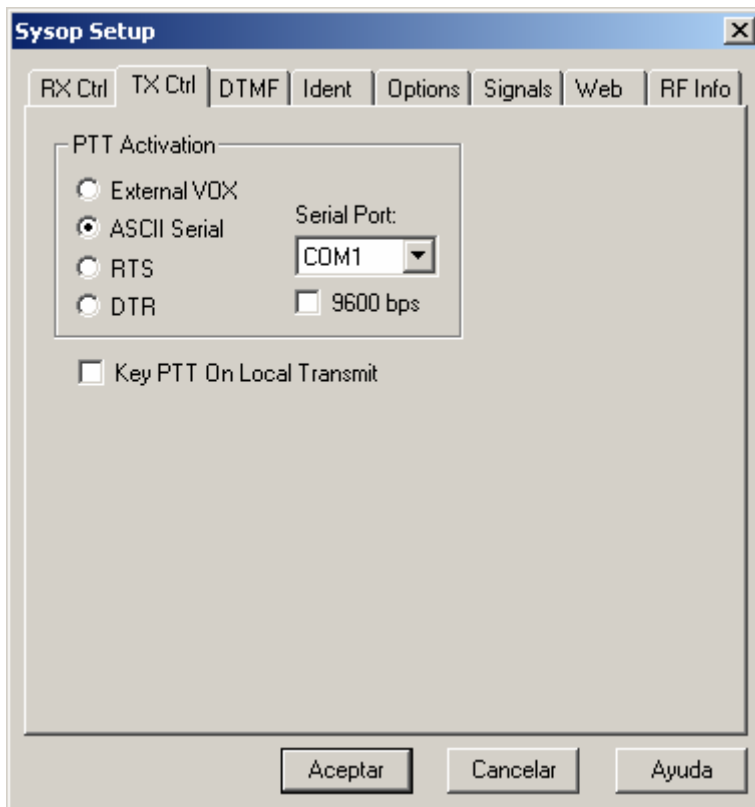 Sysop Setup
RX Ctrl TX Ctrl DTMF Ident Options Signals Web RF Info
PTT Activation
External VOX
ASCII Serial
RTS
DTR
Serial Port:
COM1
9600 bps
Key PTT On Local Transmit
Aceptar Cancelar Ayuda